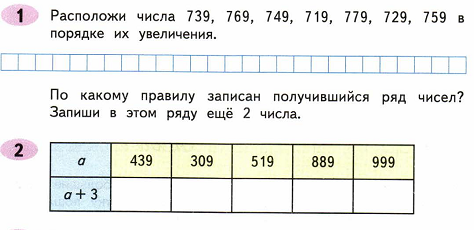 1 Расположи числа 739, 769, 749, 719, 779, 729, 759 в
порядке их увеличения.
По какому правилу записан получившийся ряд чисел?
Запиши в этом ряду ещё 2 числа.
2
a 439 309 519 889 999
a + 3